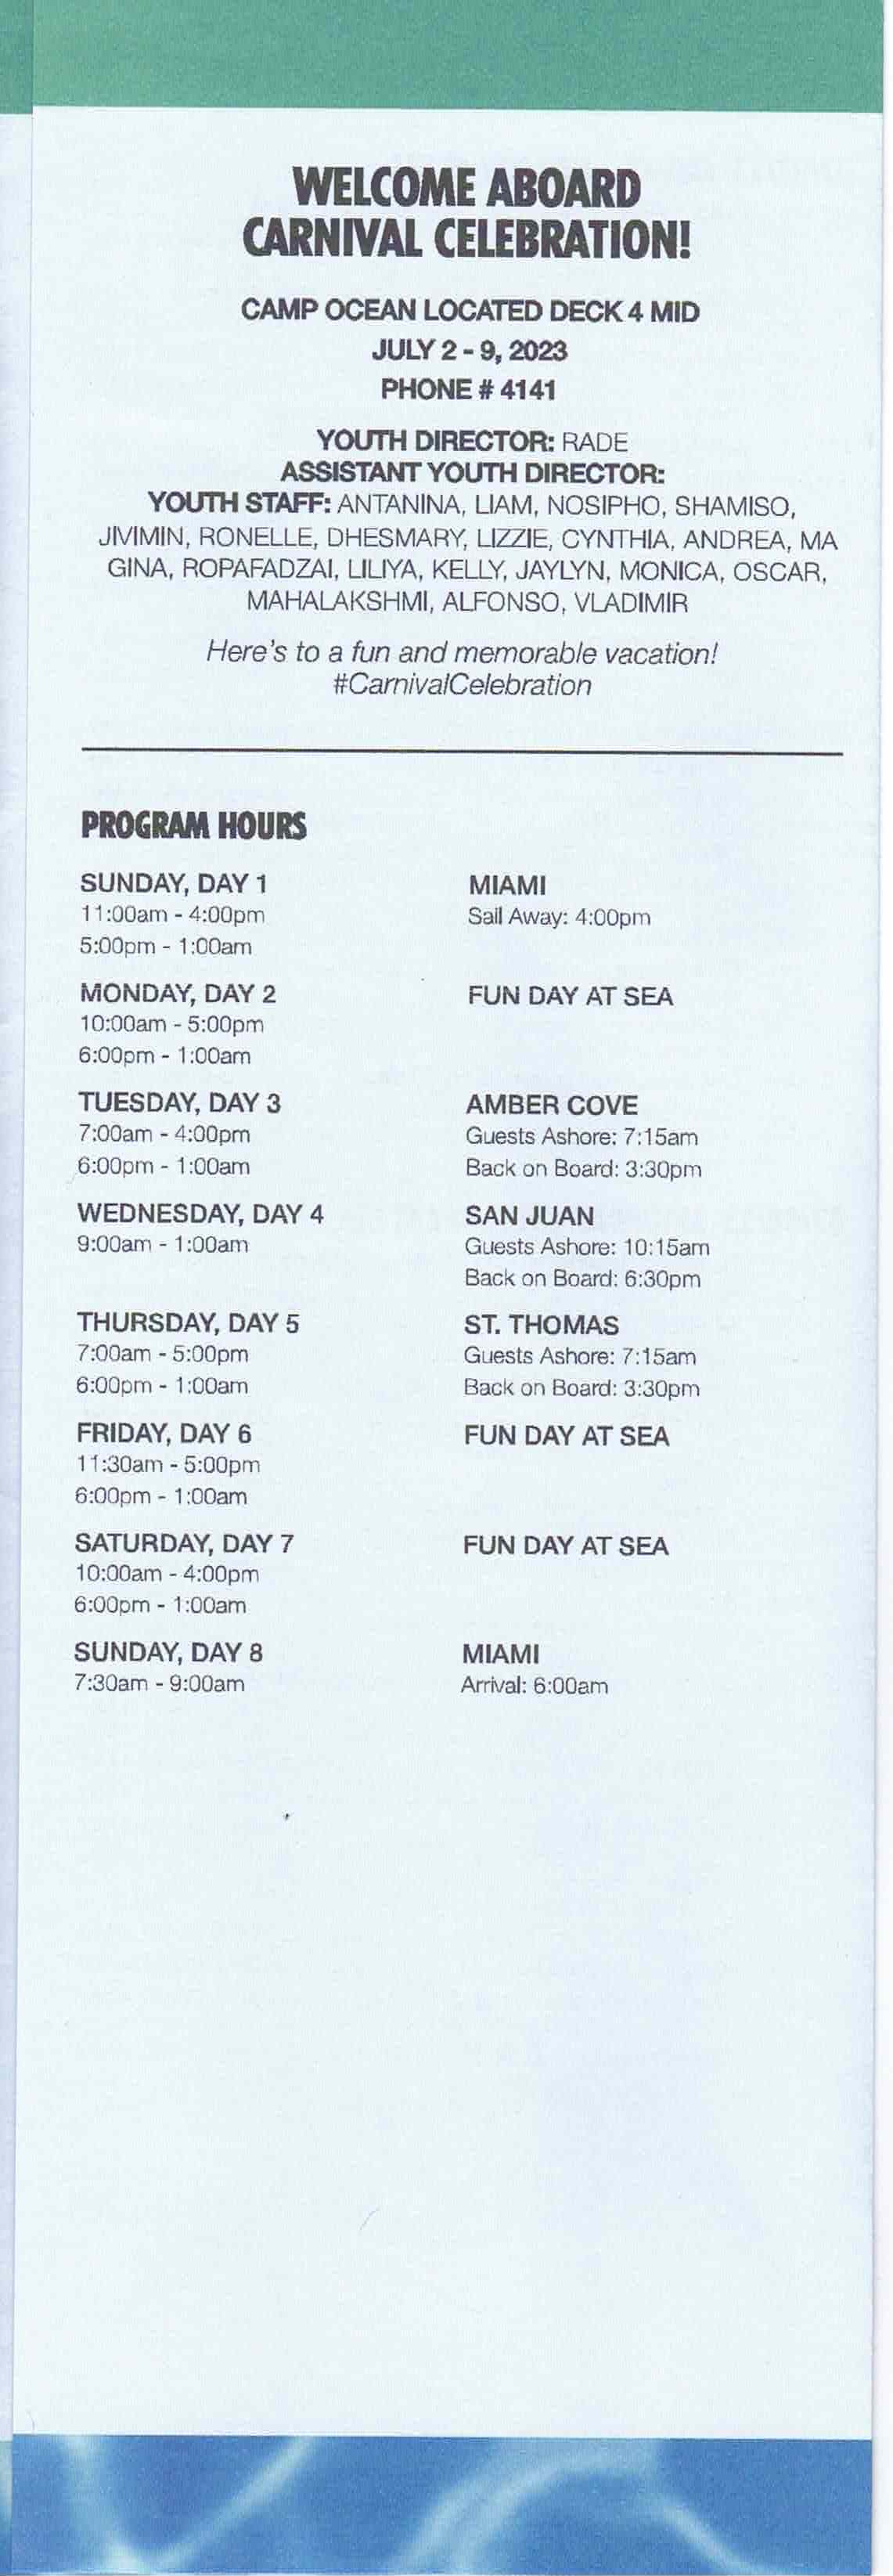 WELCOME ABOARD
CARNIVAL CELEBRATION!
CAMP OCEAN LOCATED DECK 4 MID
JULY 2 - 9, 2023
PHONE # 4141
YOUTH DIRECTOR: RADE
ASSISTANT YOUTH DIRECTOR:
YOUTH STAFF: ANTANINA, LIAM, NOSIPHO, SHAMISO,
JIVIMIN, RONELLE, DHESMARY, LIZZIE, CYNTHIA, ANDREA, MA
GINA, ROPAFADZAI, LILIYA, KELLY, JAYLYN, MONICA, OSCAR,
MAHALAKSHMI, ALFONSO, VLADIMIR
Here's to a fun and memorable vacation!
#CarnivalCelebration
PROGRAM HOURS
SUNDAY, DAY 1 MIAMI
11:00am - 4:00pm Sail Away: 4:00pm
5:00pm - 1:00am
MONDAY, DAY 2 FUN DAY AT SEA
10:00am - 5:00pm
6:00pm - 1:00am
TUESDAY, DAY 3 AMBER COVE
7:00am - 4:00pm Guests Ashore: 7:15am
6:00pm - 1:00am Back on Board: 3:30pm
WEDNESDAY, DAY 4 SAN JUAN
9:00am - 1:00am Guests Ashore: 10:15am
Back on Board: 6:30pm
THURSDAY, DAY 5 ST. THOMAS
7:00am - 5:00pm Guests Ashore: 7:15am
6:00pm - 1:00am Back on Board: 3:30pm
FRIDAY, DAY 6 FUN DAY AT SEA
11:30am - 5:00pm
6:00pm - 1:00am
SATURDAY, DAY 7 FUN DAY AT SEA
10:00am - 4:00pm
6:00pm - 1:00am
SUNDAY, DAY 8 MIAMI
7:30am - 9:00am Arrival: 6:00am